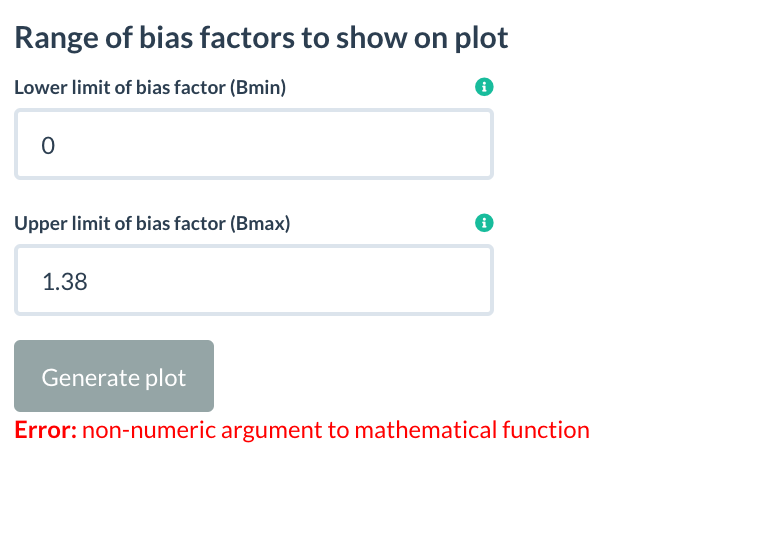 Range of bias factors to show on plot
Lower limit of bias factor (Bmin)
0
Upper limit of bias factor (Bmax)
1.38
Generate plot
Error: non-numeric argument to mathematical function